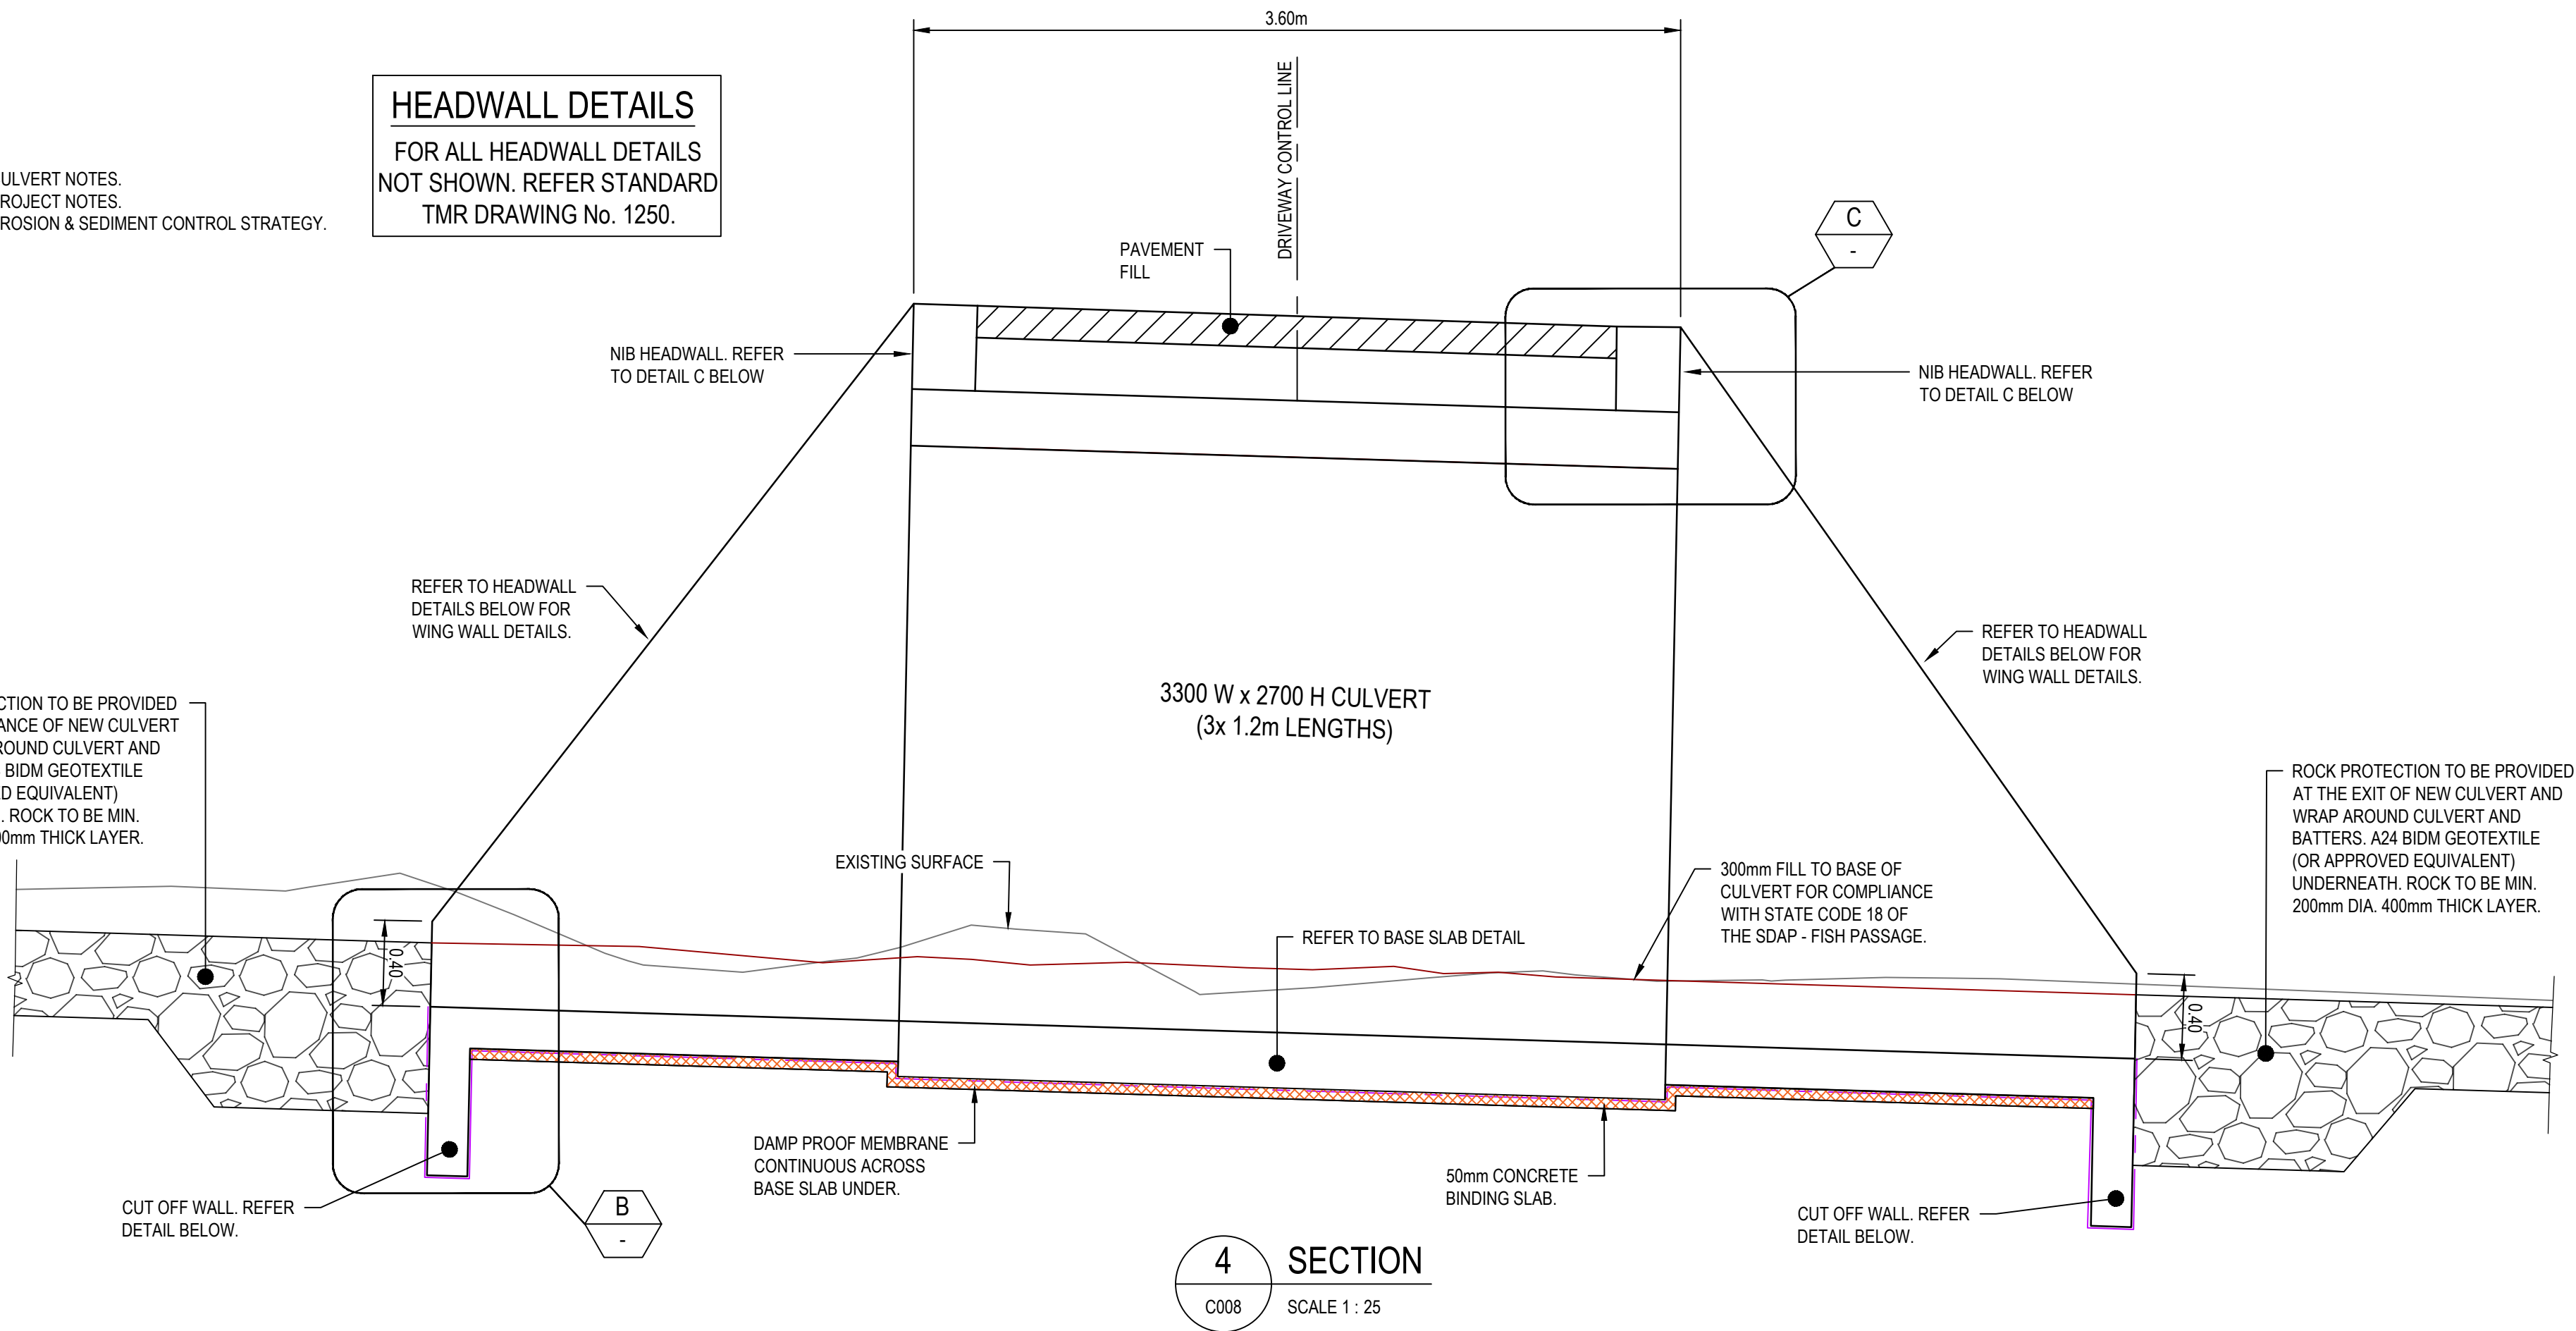 3.60m
DRIVEWAY CONTROL LINE
HEADWALL DETAILS
FOR ALL HEADWALL DETAILS
NOT SHOWN. REFER STANDARD
TMR DRAWING No. 1250.
ULVERT NOTES.
ROJECT NOTES.
ROSION & SEDIMENT CONTROL STRATEGY.
C
-
PAVEMENT
FILL
NIB HEADWALL. REFER
TO DETAIL C BELOW
NIB HEADWALL. REFER
TO DETAIL C BELOW
REFER TO HEADWALL
DETAILS BELOW FOR
WING WALL DETAILS.
REFER TO HEADWALL
DETAILS BELOW FOR
WING WALL DETAILS.
3300 W x 2700 H CULVERT
(3x 1.2m LENGTHS)
CTION TO BE PROVIDED
ANCE OF NEW CULVERT
ROUND CULVERT AND
BIDM GEOTEXTILE
D EQUIVALENT)
. ROCK TO BE MIN.
00mm THICK LAYER.
ROCK PROTECTION TO BE PROVIDED
AT THE EXIT OF NEW CULVERT AND
WRAP AROUND CULVERT AND
BATTERS. A24 BIDM GEOTEXTILE
(OR APPROVED EQUIVALENT)
UNDERNEATH. ROCK TO BE MIN.
200mm DIA. 400mm THICK LAYER.
EXISTING SURFACE
300mm FILL TO BASE OF
CULVERT FOR COMPLIANCE
WITH STATE CODE 18 OF
THE SDAP - FISH PASSAGE.
REFER TO BASE SLAB DETAIL
0.40
0.40
DAMP PROOF MEMBRANE
CONTINUOUS ACROSS
BASE SLAB UNDER.
50mm CONCRETE
BINDING SLAB.
CUT OFF WALL. REFER
DETAIL BELOW.
B
-
CUT OFF WALL. REFER
DETAIL BELOW.
4 SECTION
C008 SCALE 1 : 25